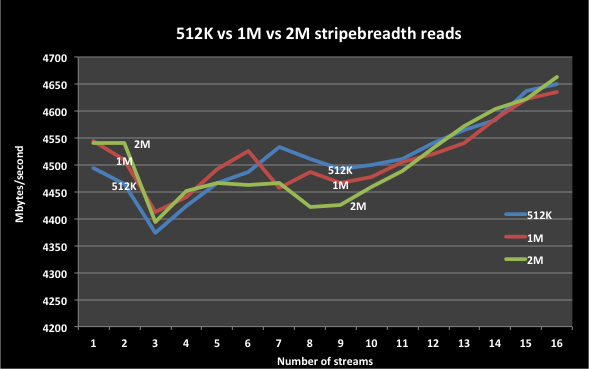 512K vs 1M vs 2M stripebreadth reads
Mbytes/second
4700
4650
4600
4550
4500
4450
4400
4350
4300
4250
4200
2M
1M
512K
512K
1M
2M
512K
1M
2M
1 2 3 4 5 6 7 8 9 10 11 12 13 14 15 16
Number of streams